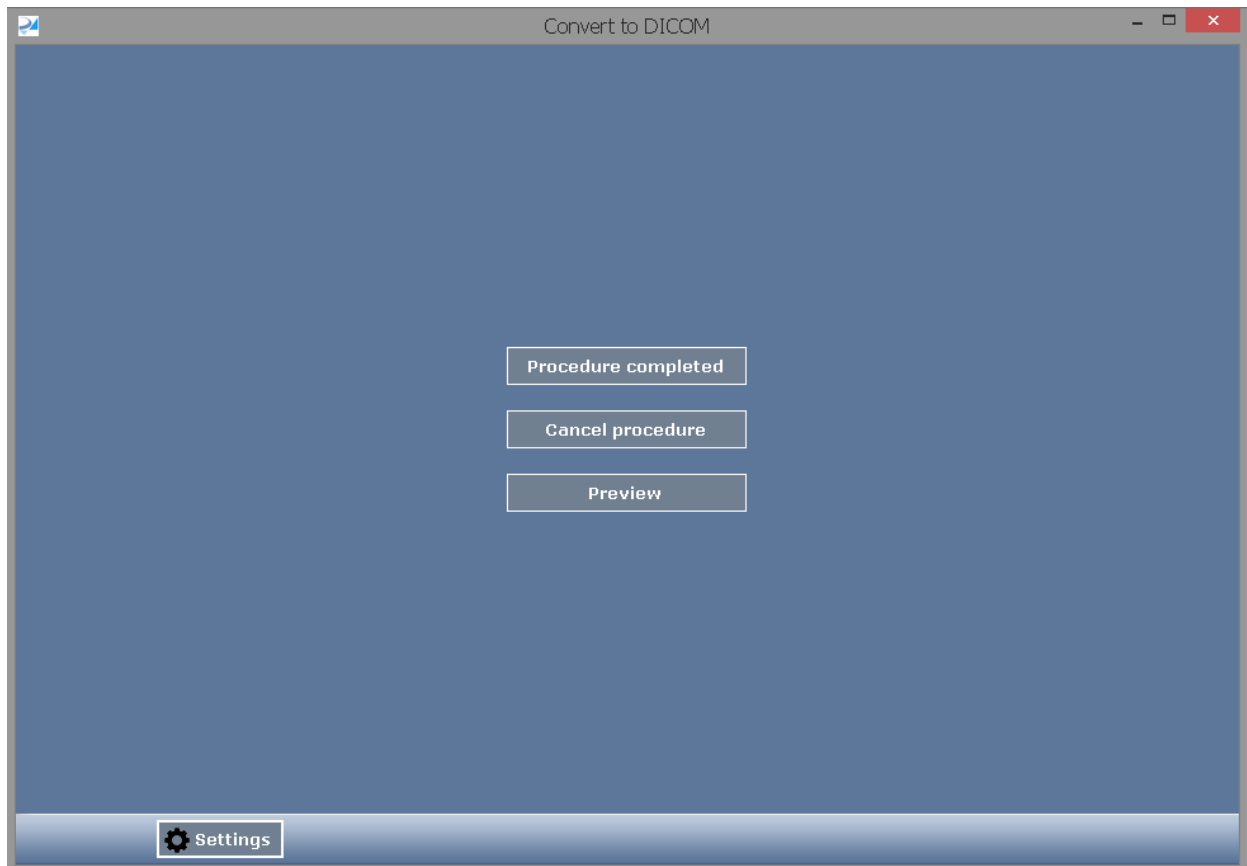 Convert to DICOM
Procedure completed
Cancel procedure
Preview
Settings